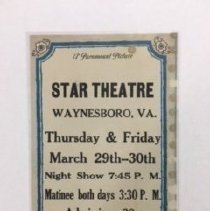 A Paramount Picture
STAR THEATRE
WAYNESBORO, VA.
Thursday & Friday
March 29th-30th
Night Show 7:45 P. M.
Matinee both days 3:30 P. M.